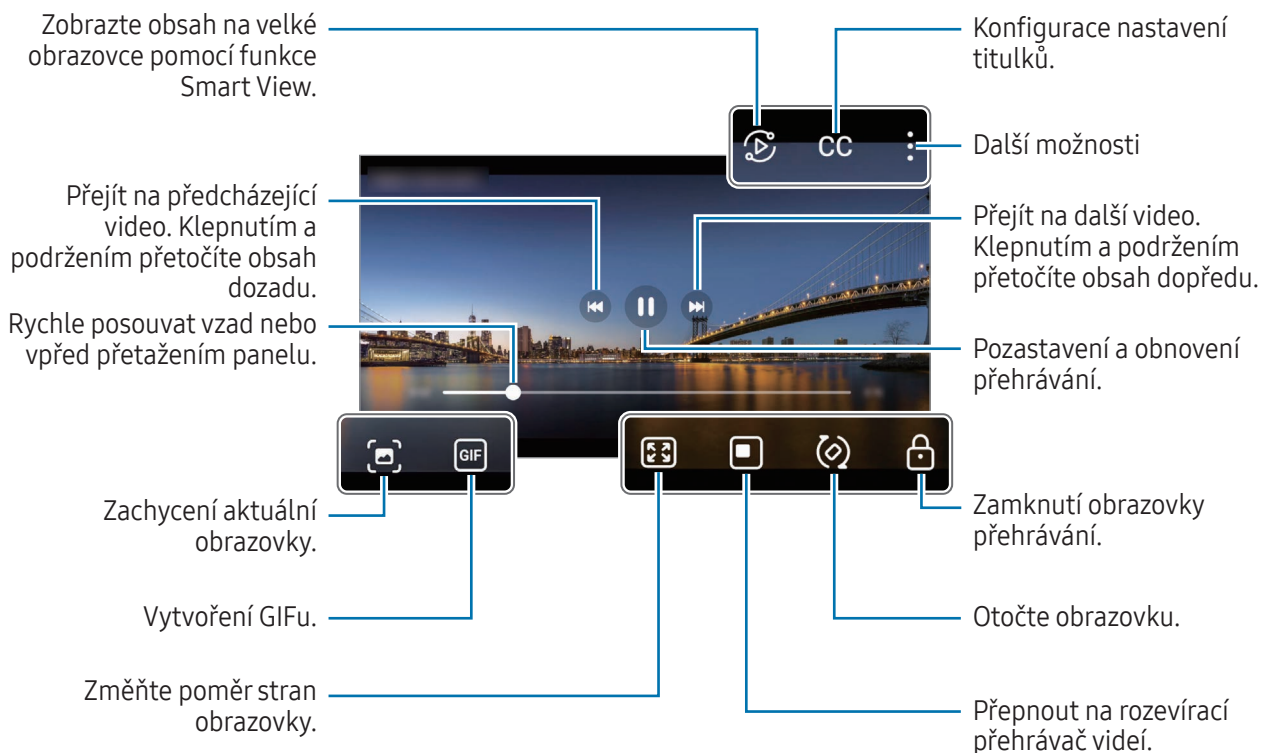 Zobrazte obsah na velké
obrazovce pomocí funkce
Smart View.
Konfigurace nastavení
titulků.
CC
Další možnosti
Přejít na předcházející
video. Klepnutím a
podržením přetočíte obsah
dozadu.
Přejít na další video.
Klepnutím a podržením
přetočíte obsah dopředu.
Rychle posouvat vzad nebo
vpřed přetažením panelu.
Pozastavení a obnovení
přehrávání.
GIF
Zachycení aktuální
obrazovky.
Zamknutí obrazovky
přehrávání.
Vytvoření GIFu.
Otočte obrazovku.
Změňte poměr stran
obrazovky.
Přepnout na rozevírací
přehrávač videí.